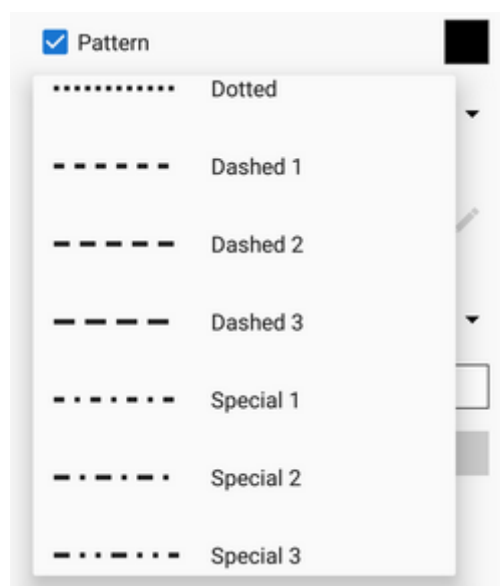 Pattern
Dotted
Dashed 1
Dashed 2
Dashed 3
Special 1
Special 2
Special 3